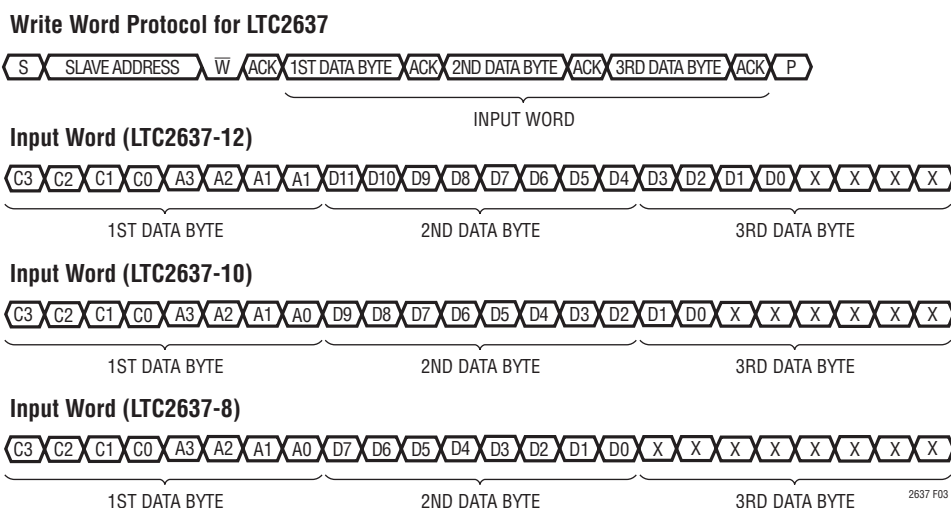 Write Word Protocol for LTC2637
S SLAVE ADDRESS W ACK 1ST DATA BYTE ACK 2ND DATA BYTE ACK 3RD DATA BYTE ACK P
INPUT WORD
Input Word (LTC2637-12)
C3 C2 C1 C0 A3 A2 A1 A1 D11 D10 D9 D8 D7 D6 D5 D4 D3 D2 D1 D0 X X X X
1ST DATA BYTE 2ND DATA BYTE 3RD DATA BYTE
Input Word (LTC2637-10)
C3 C2 C1 C0 A3 A2 A1 A0 D9 D8 D7 D6 D5 D4 D3 D2 D1 D0 X X X X X X
1ST DATA BYTE 2ND DATA BYTE 3RD DATA BYTE
Input Word (LTC2637-8)
C3 C2 C1 C0 A3 A2 A1 A0 D7 D6 D5 D4 D3 D2 D1 D0 X X X X X X X X
1ST DATA BYTE 2ND DATA BYTE 3RD DATA BYTE 2637 F03